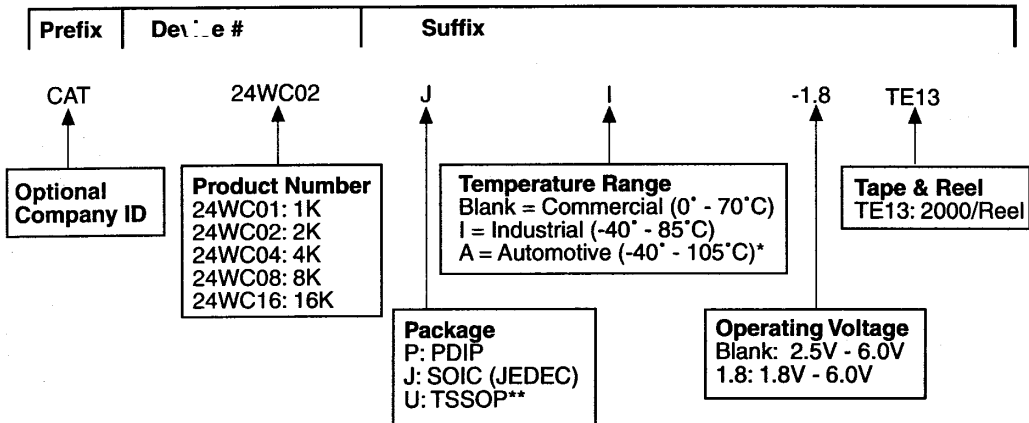 Prefix
#
Suffix
CAT
24WC02
J
I
-1.8
TE13
Optional
Company ID
Product Number
24WC01: 1K
24WC02: 2K
24WC04: 4K
24WC08: 8K
24WC16: 16K
Temperature Range
Blank = Commercial (0˚ - 70˚C)
I = Industrial (-40˚ - 85˚C)
A = Automotive (-40˚ - 105˚C)*
Tape & Reel
TE13: 2000/Reel
Package
P: PDIP
J: SOIC (JEDEC)
U: TSSOP**
Operating Voltage
Blank: 2.5V - 6.0V
1.8: 1.8V - 6.0V